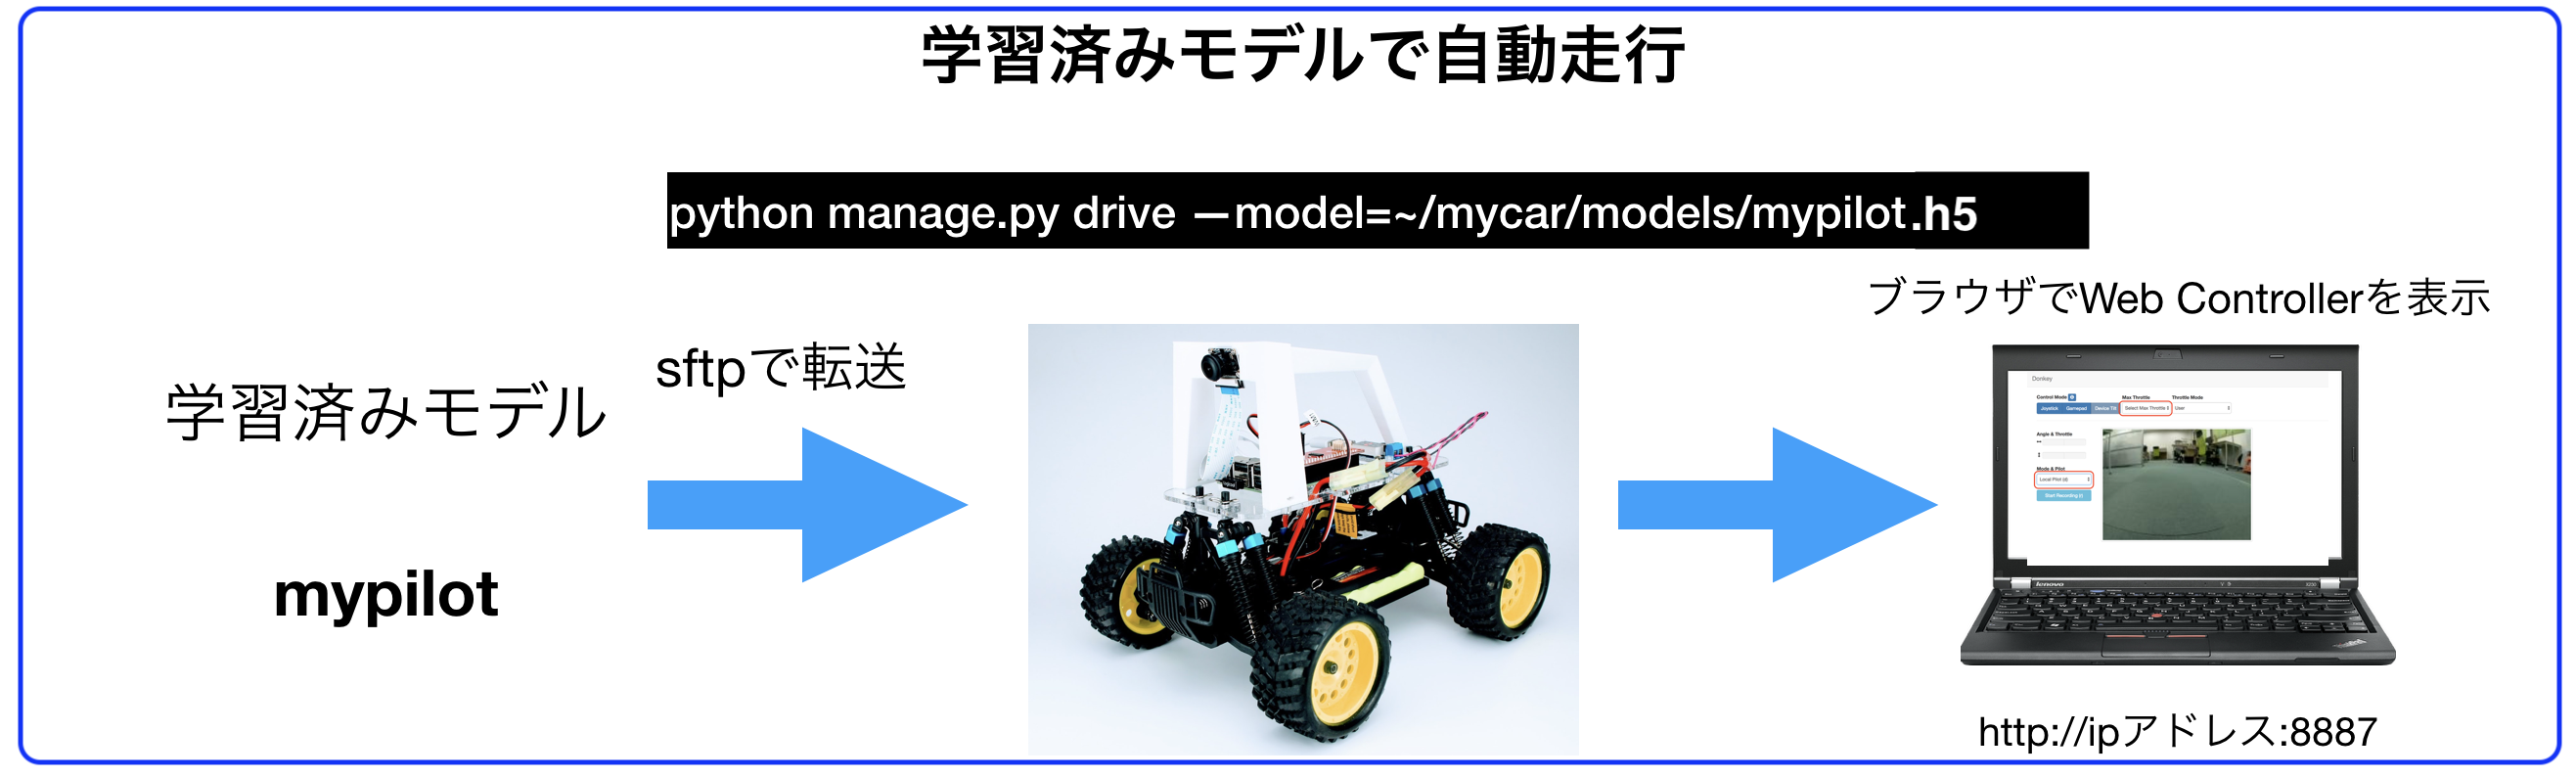 学習済みモデルで自動走行
python manage.py drive —model=~/mycar/models/mypilot.h5
ブラウザでWeb Controllerを表示
sftpで転送
学習済みモデル
mypilot
Donkey
Control Mode
Max Throttle
Throttle Mode
Joystick
Gamepad
Device Tilt
Select Max Throttle
User
Angle & Throttle
Mode & Pilot
Local Pilot (d)
Start Recording (r)
lenovo
X230
ThinkPad
http://ipアドレス:8887